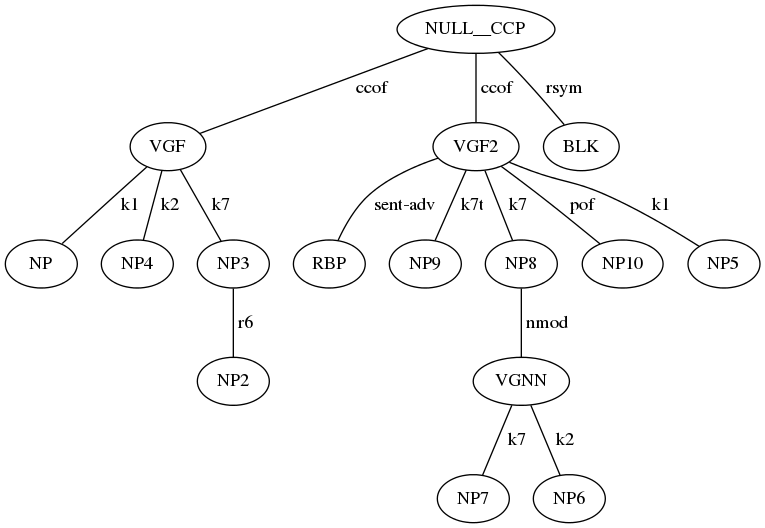 NULL__CCP
ccof ccof rsym
VGF VGF2 BLK
k1 k2 k7 sent-adv k7t k7 pof k1
NP NP4 NP3 RBP NP9 NP8 NP10 NP5
r6 nmod
NP2 VGNN
k7 k2
NP7 NP6